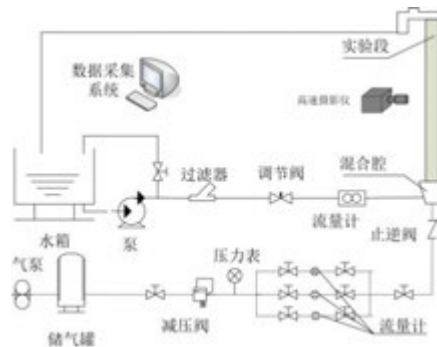 实验段
数据采集
系统
高速摄影仪
过滤器
调节阀
混合腔
流量计
止逆阀
水箱
泵
压力表
气泵
减压阀
流量计
储气罐